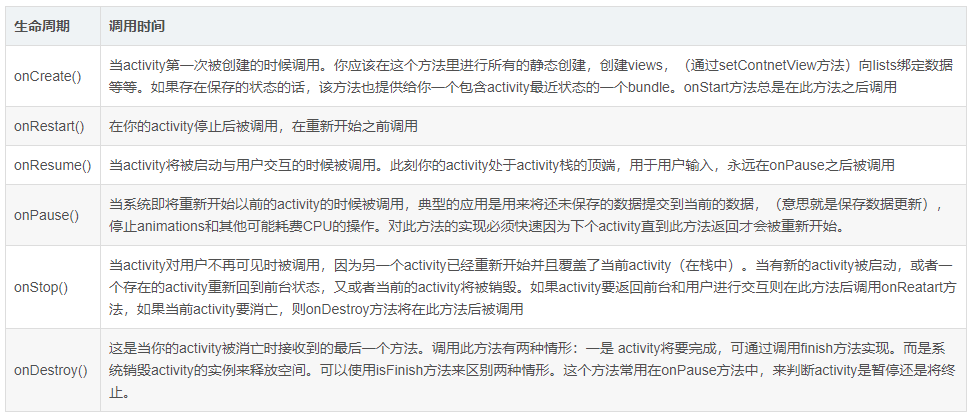 生命周期 调用时间
onCreate() 当activity第一次被创建的时候调用。你应该在这个方法里进行所有的静态创建，创建views，（通过setContnetView方法）向lists绑定数据
等等。如果存在保存的状态的话，该方法也提供给你一个包含activity最近状态的一个bundle。onStart方法总是在此方法之后调用
onRestart() 在你的activity停止后被调用，在重新开始之前调用
onResume() 当activity将被启动与用户交互的时候被调用。此刻你的activity处于activity栈的顶端，用于用户输入，永远在onPause之后被调用
onPause() 当系统即将重新开始以前的activity的时候被调用，典型的应用是用来将还未保存的数据提交到当前的数据，（意思就是保存数据更新），
停止animations和其他可能耗费CPU的操作。对此方法的实现必须快速因为下个activity直到此方法返回才会被重新开始。
onStop() 当activity对用户不再可见时被调用，因为另一个activity已经重新开始并且覆盖了当前activity（在栈中）。当有新的activity被启动，或者一
个存在的activity重新回到前台状态，又或者当前的activity将被销毁。如果activity要返回前台和用户进行交互则在此方法后调用onReatart方
法，如果当前activity要消亡，则onDestroy方法将在此方法后被调用
onDestroy() 这是当你的activity被消亡时接收到的最后一个方法。调用此方法有两种情形：一是 activity将要完成，可通过调用finish方法实现。而是系
统销毁activity的实例来释放空间。可以使用isFinish方法来区别两种情形。这个方法常用在onPause方法中，来判断activity是暂停还是将终
止。